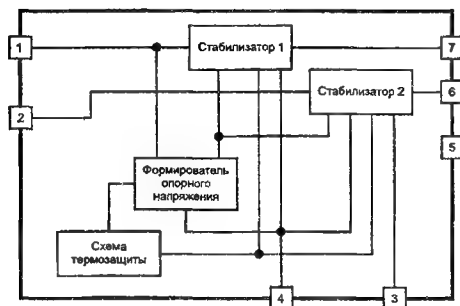 1
Стабилизатор 1
7
Стабилизатор 2
6
2
5
Формирователь
опорного
напряжения
Схема
термозащиты
4
3